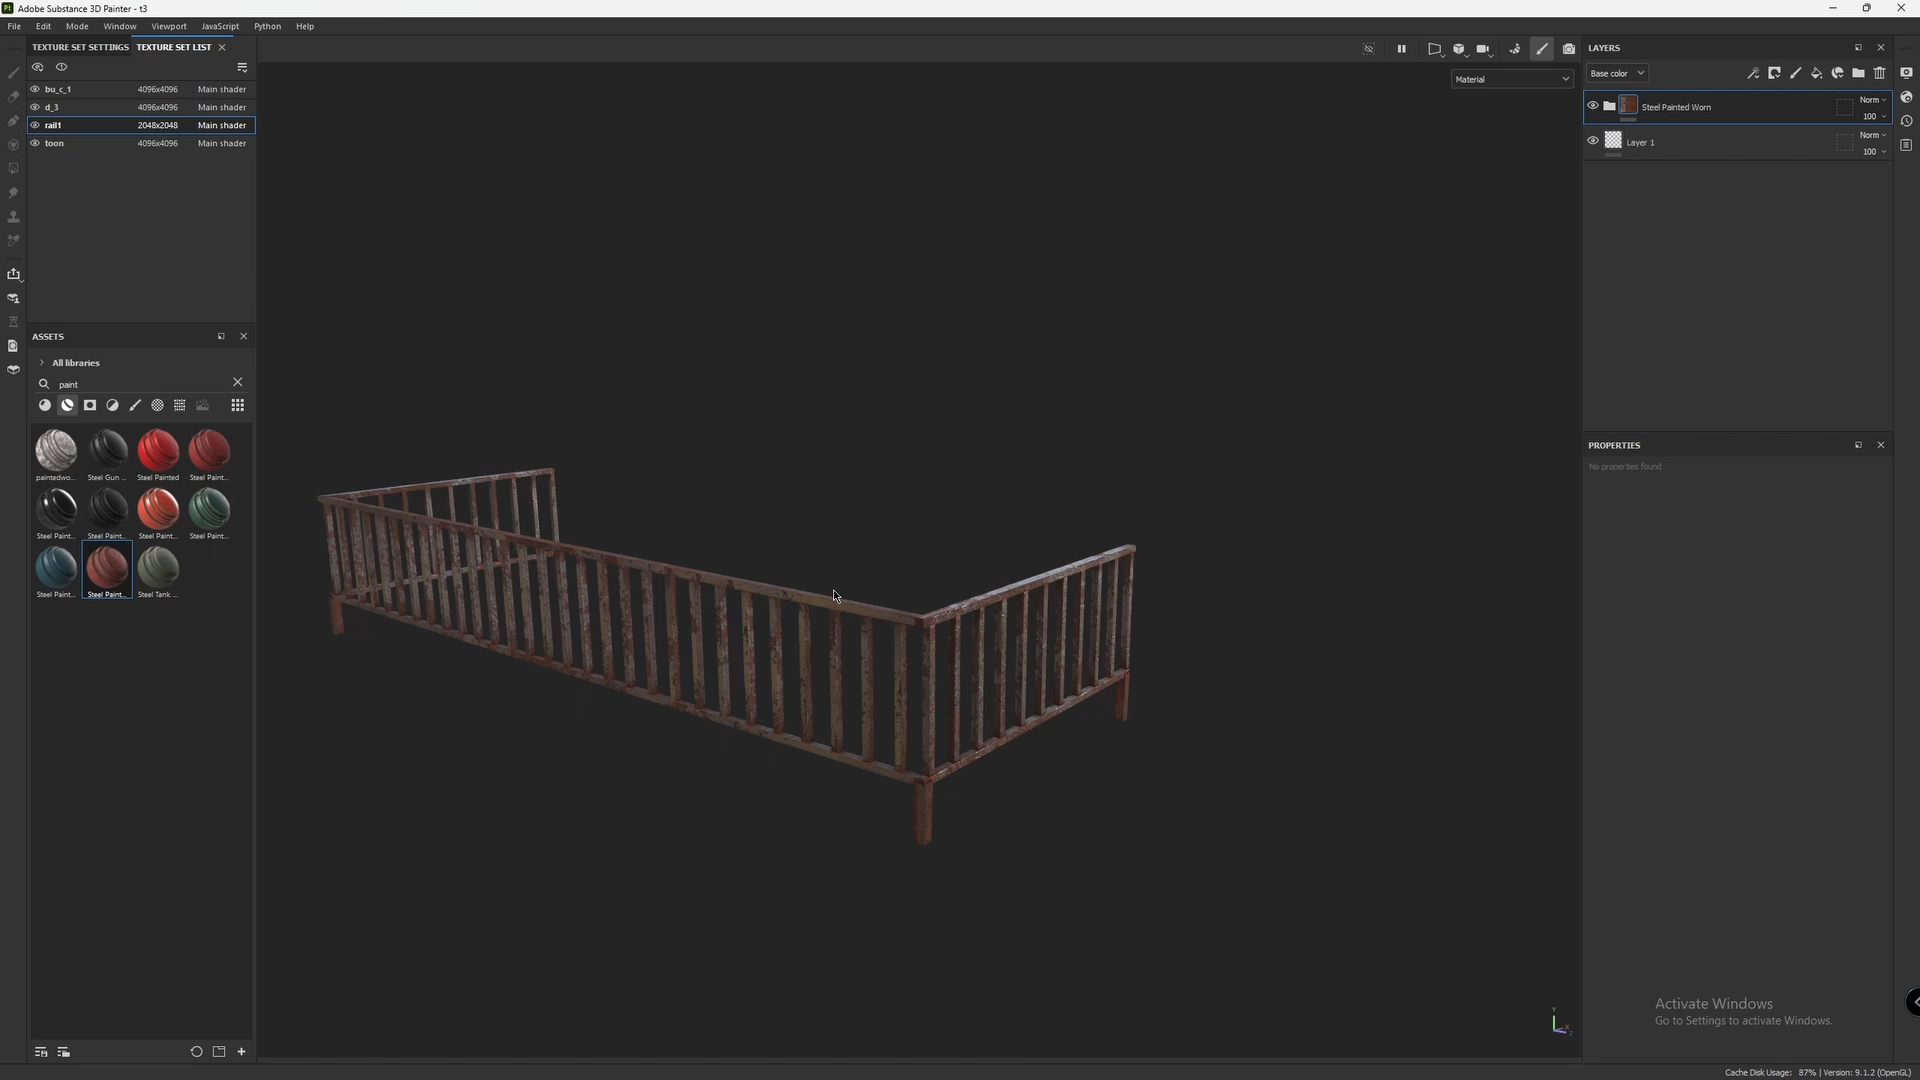 Adobe Substance 3D Painter - t3
File Edit Mode Window Viewport JavaScript Python Help
TEXTURE SET SETTINGS TEXTURE SET LIST
bu_c_1 4096x4096 Main shader
d_3 4096x4096 Main shader
rail1 2048x2048 Main shader
toon 4096x4096 Main shader
ASSETS
All libraries
paint
paintedwo... Steel Gun ... Steel Painted Steel Paint...
Steel Paint... Steel Paint... Steel Paint... Steel Paint...
Steel Paint... Steel Paint... Steel Tank ...
Material
Y
LAYERS
Base color
Steel Painted Worn Norm
100
Layer 1 Norm
100
PROPERTIES
No properties found
Activate Windows
Go to Settings to activate Windows.
Cache Disk Usage: 87% | Version: 9.1.2 (OpenGL)